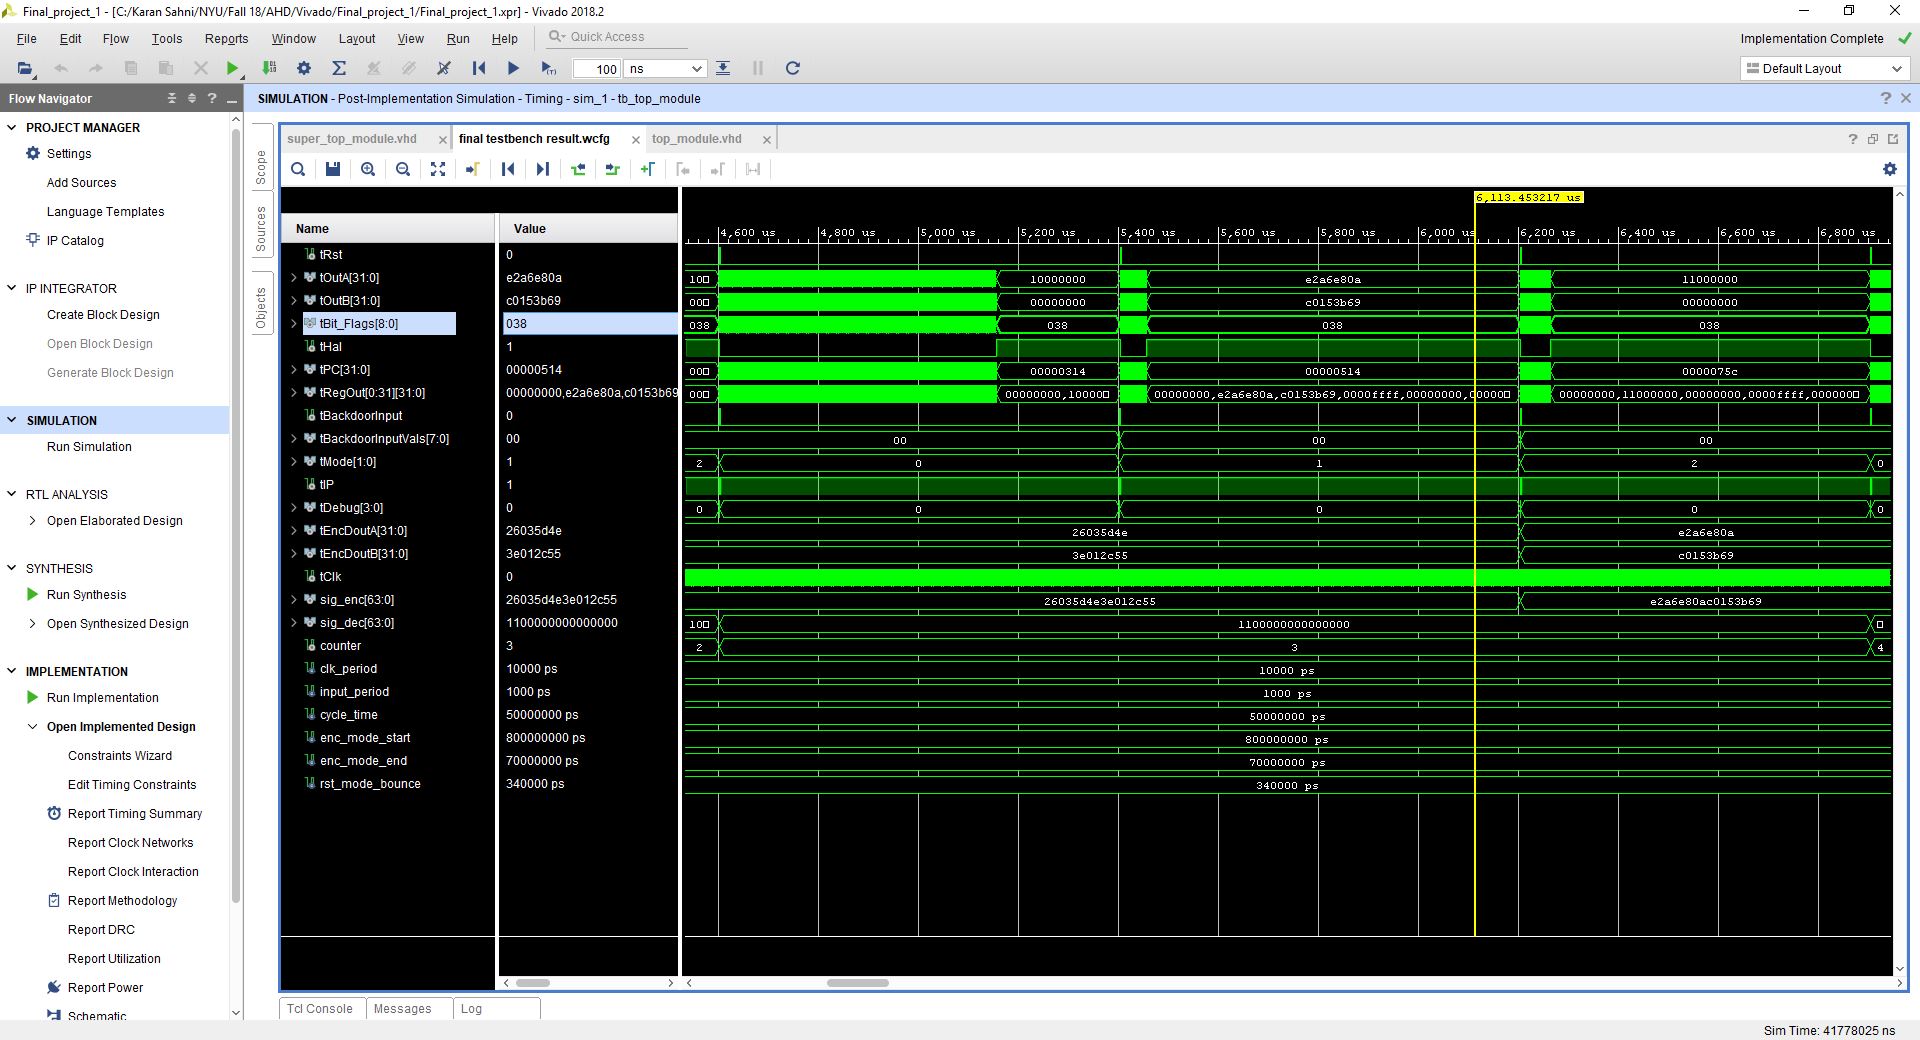 Final_project_1 - [C:/Karan Sahni/NYU/Fall 18/AHD/Vivado/Final_project_1/Final_project_1.xpr] - Vivado 2018.2
File Edit Flow Tools Reports Window Layout View Run Help Quick Access
Implementation Complete
100 ns
Default Layout
Flow Navigator
SIMULATION - Post-Implementation Simulation - Timing - sim_1 - tb_top_module
PROJECT MANAGER
Settings
Add Sources
Language Templates
IP Catalog
IP INTEGRATOR
Create Block Design
Open Block Design
Generate Block Design
SIMULATION
Run Simulation
RTL ANALYSIS
Open Elaborated Design
SYNTHESIS
Run Synthesis
Open Synthesized Design
IMPLEMENTATION
Run Implementation
Open Implemented Design
Constraints Wizard
Edit Timing Constraints
Report Timing Summary
Report Clock Networks
Report Clock Interaction
Report Methodology
Report DRC
Report Utilization
Report Power
Schematic
Scope
Sources
Objects
super_top_module.vhd final testbench result.wcfg top_module.vhd
6,113.453217 us
Name Value
4,600 us 4,800 us 5,000 us 5,200 us 5,400 us 5,600 us 5,800 us 6,000 us 6,200 us 6,400 us 6,600 us 6,800 us
tRst 0
tOutA[31:0] e2a6e80a 10 10000000 e2a6e80a 11000000
tOutB[31:0] c0153b69 00 00000000 c0153b69 00000000
tBit_Flags[8:0] 038 038 038 038 038
tHal 1
tPC[31:0] 00000514 00 00000314 00000514 0000075c
tRegOut[0:31][31:0] 00000000,e2a6e80a,c0153b69 00 00000000,10000 00000000,e2a6e80a,c0153b69,0000ffff,00000000,00000 00000000,11000000,00000000,0000ffff,000000
tBackdoorInput 0
tBackdoorInputVals[7:0] 00 00 00 00
tMode[1:0] 1 2 0 1 2 0
tIP 1
tDebug[3:0] 0 0 0 0 0 0
tEncDoutA[31:0] 26035d4e 26035d4e e2a6e80a
tEncDoutB[31:0] 3e012c55 3e012c55 c0153b69
tClk 0
sig_enc[63:0] 26035d4e3e012c55 26035d4e3e012c55 e2a6e80ac0153b69
sig_dec[63:0] 1100000000000000 10 1100000000000000
counter 3 2 3 4
clk_period 10000 ps 10000 ps
input_period 1000 ps 1000 ps
cycle_time 50000000 ps 50000000 ps
enc_mode_start 800000000 ps 800000000 ps
enc_mode_end 70000000 ps 70000000 ps
rst_mode_bounce 340000 ps 340000 ps
Tcl Console Messages Log
Sim Time: 41778025 ns